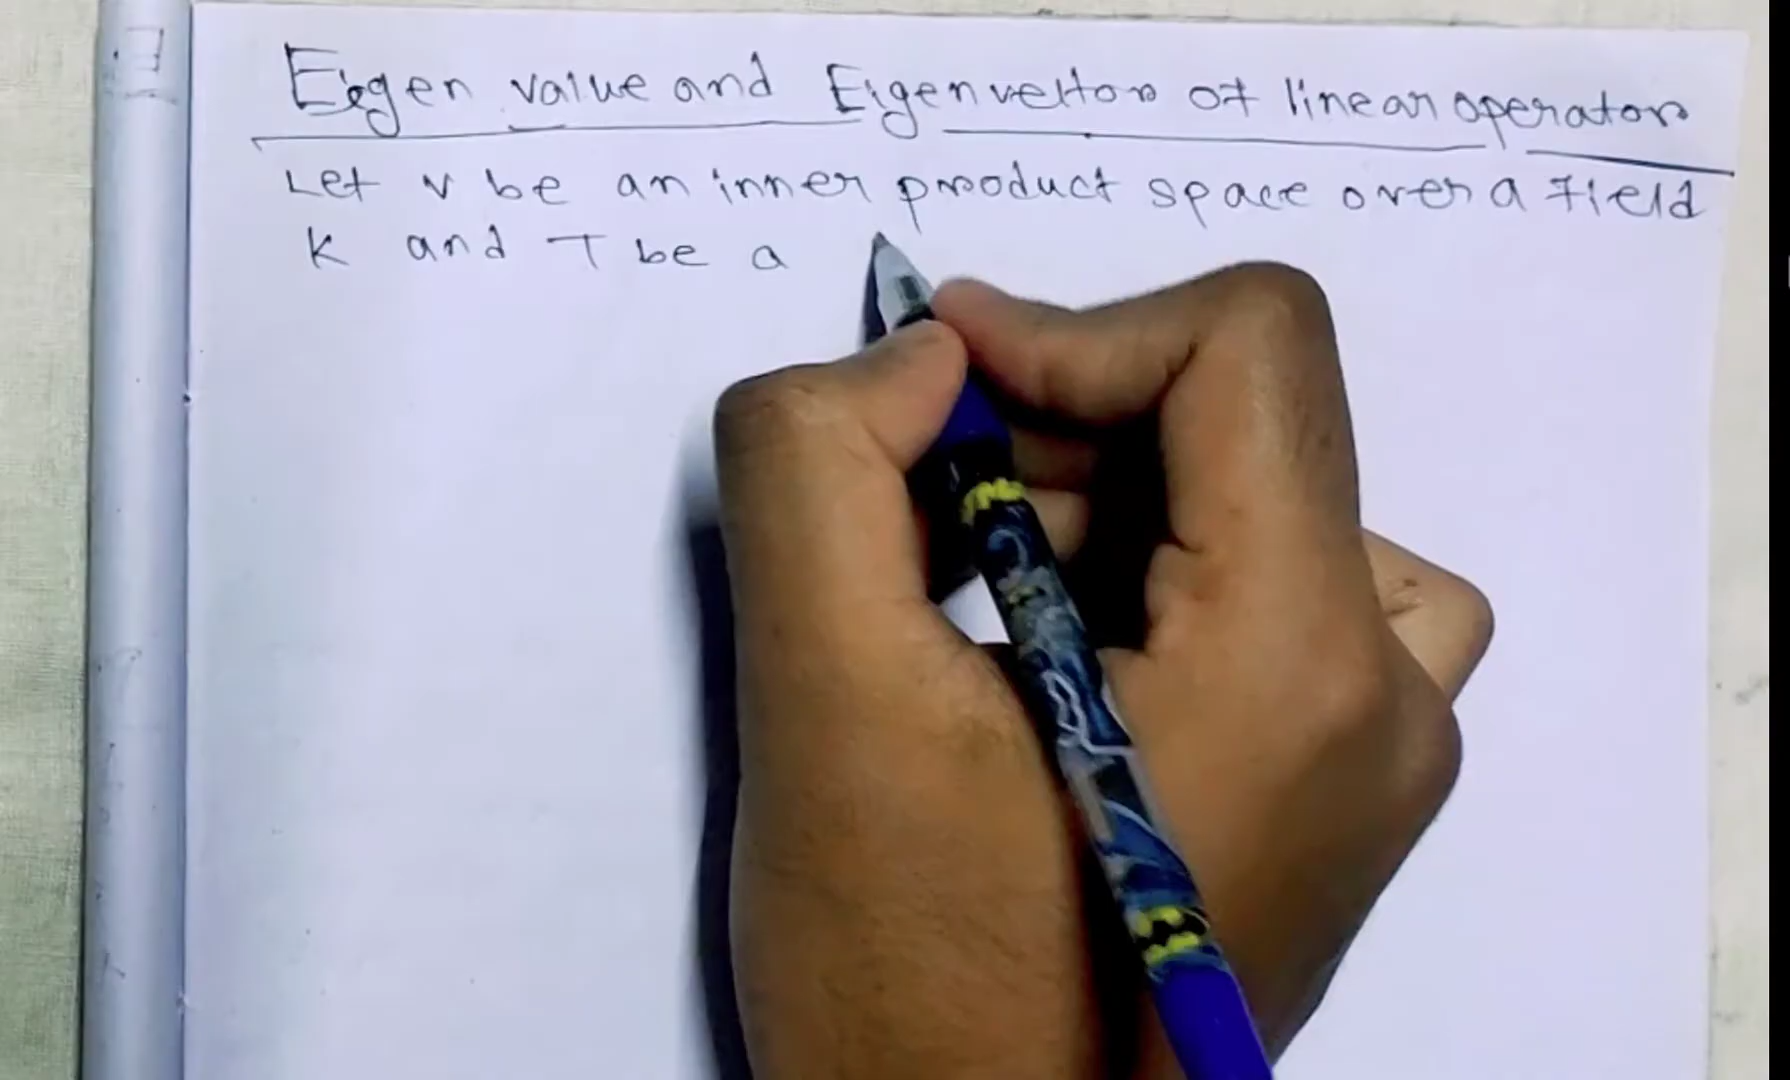 Eigen value and Eigenvector of linear operator
Let v be an inner product space over a field
K and T be a